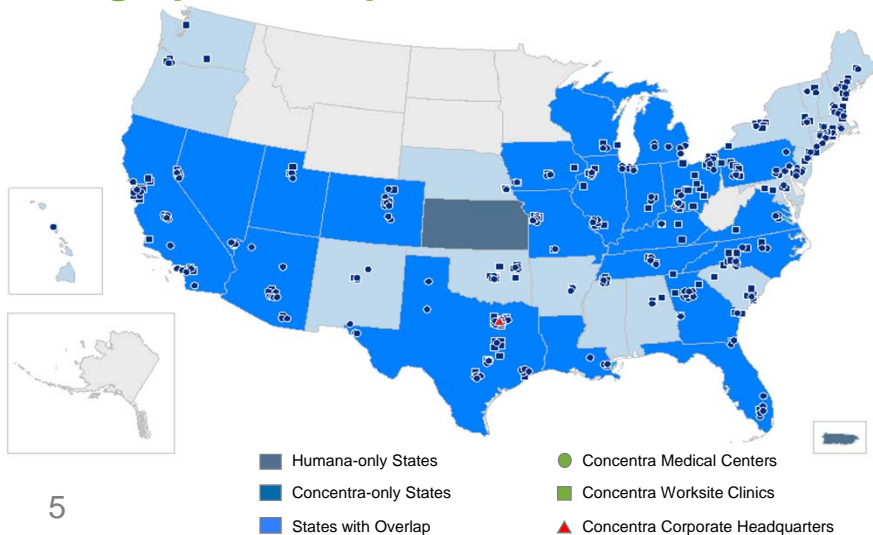 Humana-only States
Concentra-only States
States with Overlap
Concentra Medical Centers
Concentra Worksite Clinics
Concentra Corporate Headquarters
5